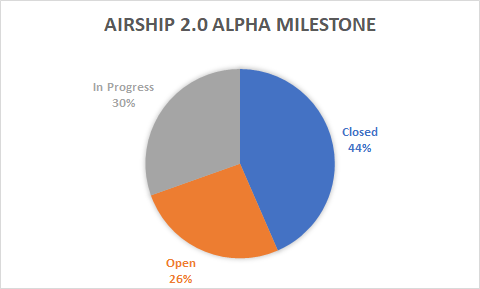 AIRSHIP 2.0 ALPHA MILESTONE
In Progress
30%
Closed
44%
Open
26%